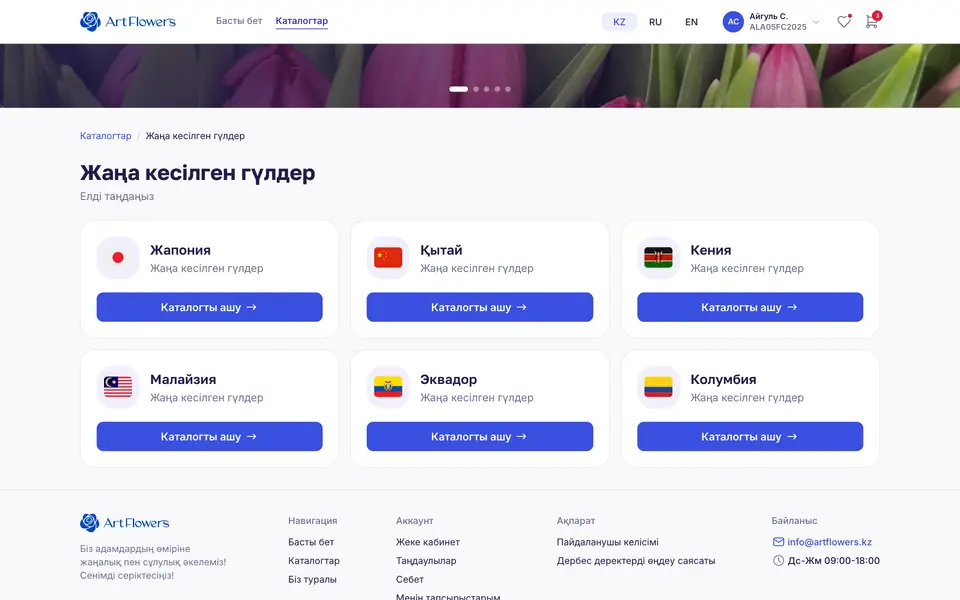 ArtFlowers
Басты бет
Каталогтар
KZ
RU
EN
AC
Айгуль С.
ALA05FC2025
3
Каталогтар / Жаңа кесілген гүлдер
Жаңа кесілген гүлдер
Елді таңдаңыз
Жапония
Жаңа кесілген гүлдер
Каталогты ашу →
Қытай
Жаңа кесілген гүлдер
Каталогты ашу →
Кения
Жаңа кесілген гүлдер
Каталогты ашу →
Малайзия
Жаңа кесілген гүлдер
Каталогты ашу →
Эквадор
Жаңа кесілген гүлдер
Каталогты ашу →
Колумбия
Жаңа кесілген гүлдер
Каталогты ашу →
ArtFlowers
Біз адамдардың өміріне
жаңалық пен сұлулық әкелеміз!
Сенімді серіктесіңіз!
Навигация
Басты бет
Каталогтар
Біз туралы
Аккаунт
Жеке кабинет
Таңдаулылар
Себет
Менің тапсырыстарым
Ақпарат
Пайдаланушы келісімі
Дербес деректерді өңдеу саясаты
Байланыс
info@artflowers.kz
Дс-Жм 09:00-18:00